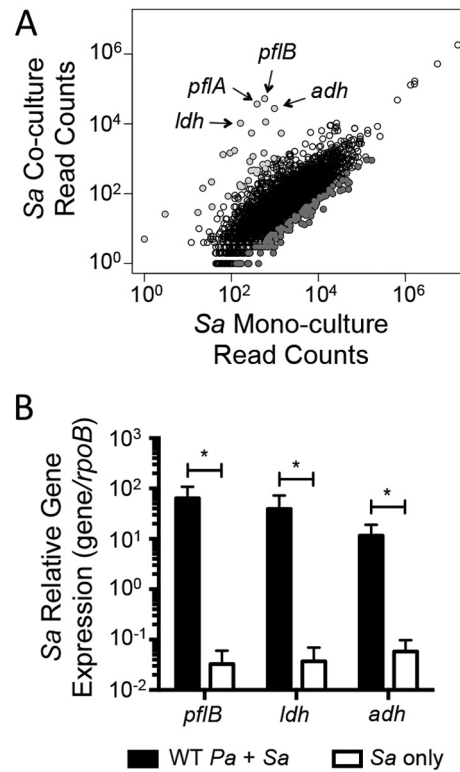 A
Sa Co-culture
Read Counts
10⁶
10⁴
10²
10⁰
pflA
pflB
adh
ldh
10⁰ 10² 10⁴ 10⁶
Sa Mono-culture
Read Counts
B
Sa Relative Gene
Expression (gene/rpoB)
10³
10²
10¹
10⁰
10⁻¹
10⁻²
* * *
pflB ldh adh
WT Pa + Sa Sa only